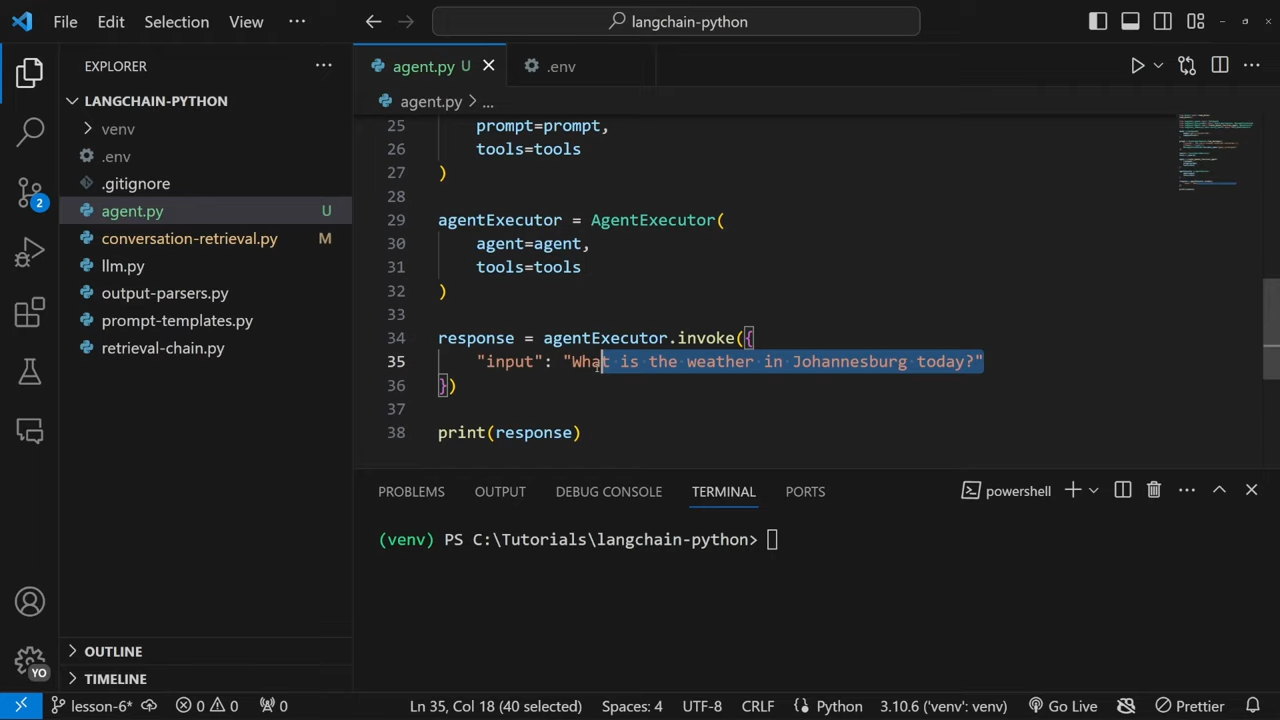 File Edit Selection View langchain-python
EXPLORER
LANGCHAIN-PYTHON
venv
.env
.gitignore
agent.py U
conversation-retrieval.py M
llm.py
output-parsers.py
prompt-templates.py
retrieval-chain.py
OUTLINE
TIMELINE
agent.py U .env
agent.py ...
25 prompt=prompt,
26 tools=tools
27 )
28
29 agentExecutor = AgentExecutor(
30 agent=agent,
31 tools=tools
32 )
33
34 response = agentExecutor.invoke({
35 "input": "What is the weather in Johannesburg today?"
36 })
37
38 print(response)
PROBLEMS OUTPUT DEBUG CONSOLE TERMINAL PORTS powershell
(venv) PS C:\Tutorials\langchain-python>
2
YO
lesson-6* 0 0 0 Ln 35, Col 18 (40 selected) Spaces: 4 UTF-8 CRLF Python 3.10.6 ('venv': venv) Go Live Prettier